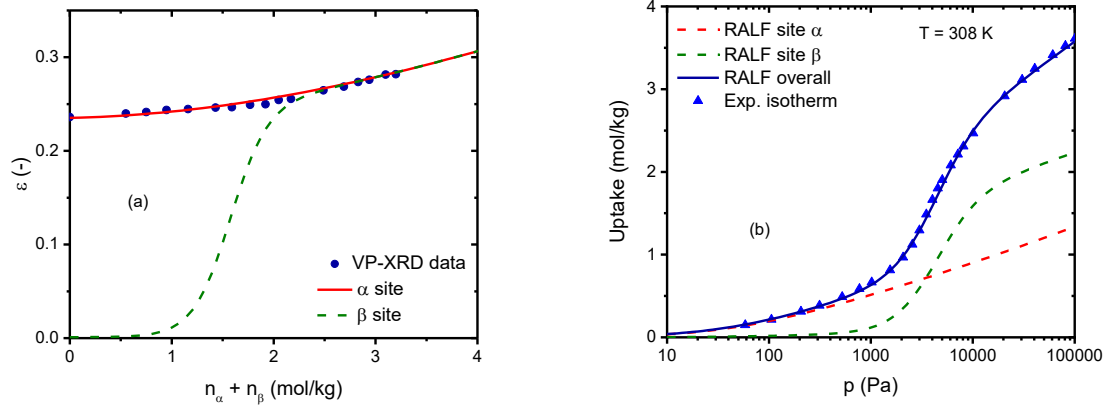 0.3
0.2
0.1
0.0
ε (-)
(a)
VP-XRD data
α site
β site
0
1
2
3
4
nα + nβ (mol/kg)
4
3
2
1
0
Uptake (mol/kg)
RALF site α
RALF site β
RALF overall
Exp. isotherm
T = 308 K
(b)
10
100
1000
10000
100000
p (Pa)